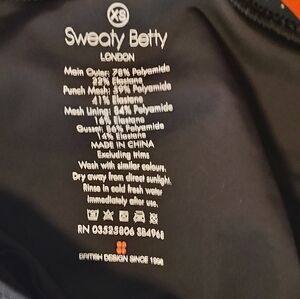 XS
Sweaty Betty
LONDON
Main Outer: 78% Polyamide
22% Elastane
Punch Mesh: 59% Polyamide
41% Elastane
Mesh Lining: 84% Polyamide
16% Elastane
Gusset: 86% Polyamide
14% Elastane
MADE IN CHINA
Excluding trims
Wash with similar colours.
Dry away from direct sunlight.
Rinse in cold fresh water
immediately after use.
RN 03525806 SB4968
BRITISH DESIGN SINCE 1998